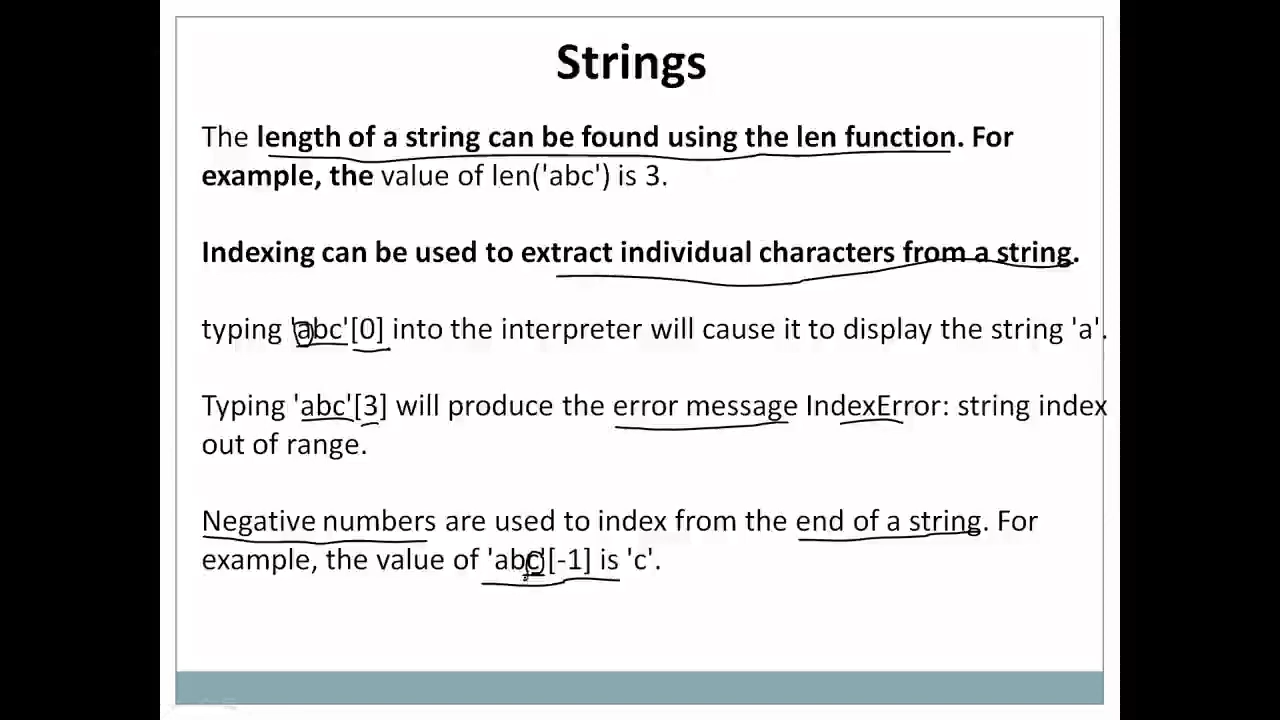 Strings
The length of a string can be found using the len function. For
example, the value of len('abc') is 3.
Indexing can be used to extract individual characters from a string.
typing 'abc'[0] into the interpreter will cause it to display the string 'a'.
Typing 'abc'[3] will produce the error message IndexError: string index
out of range.
Negative numbers are used to index from the end of a string. For
example, the value of 'abc'[-1] is 'c'.